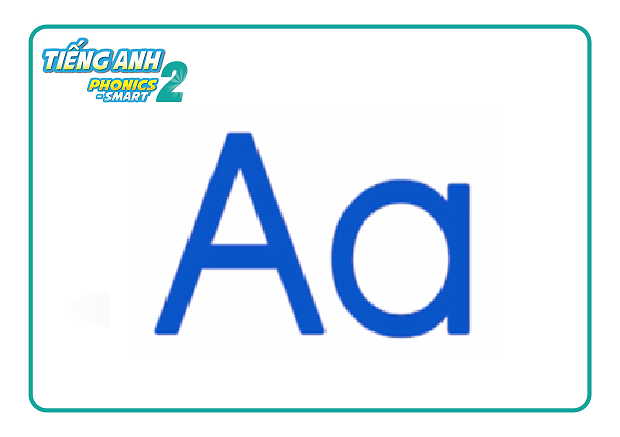 TIẾNG ANH
PHONICS
-SMART 2
Aa